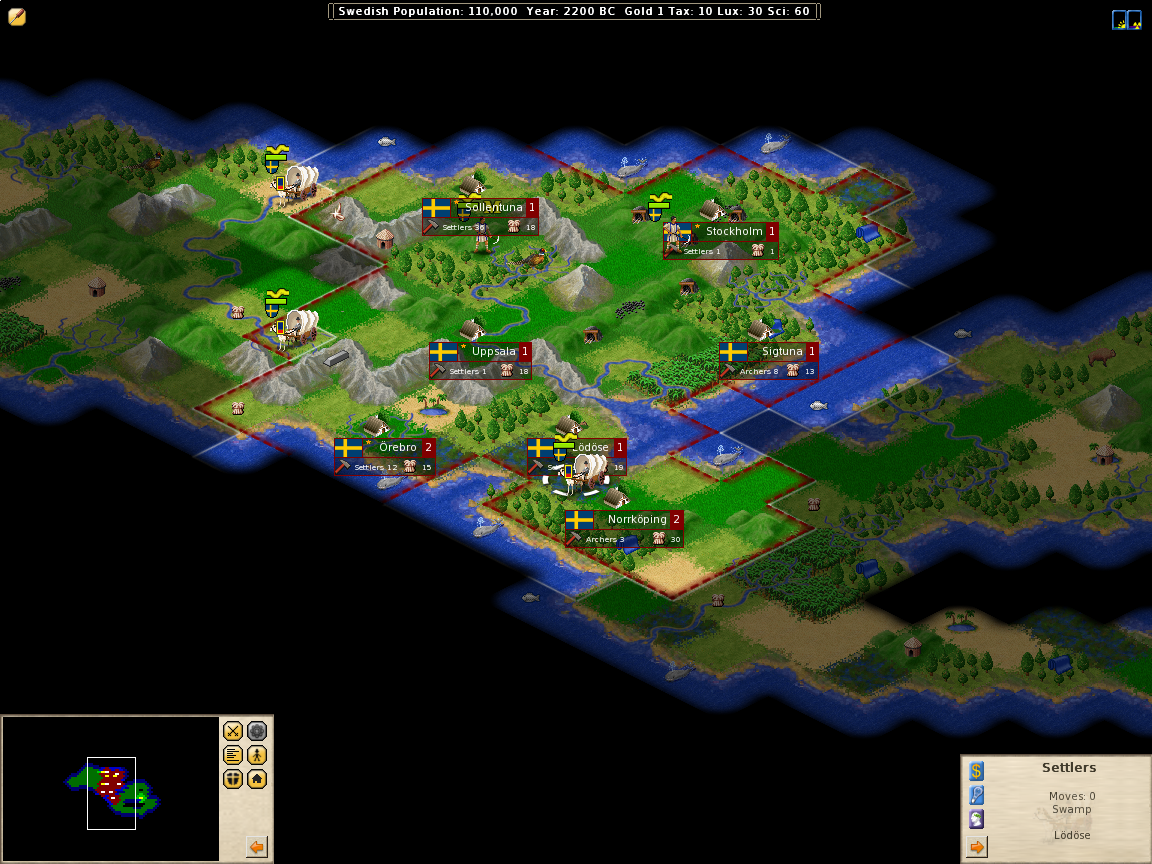 Swedish Population: 110,000 Year: 2200 BC Gold 1 Tax: 10 Lux: 30 Sci: 60
Sollentuna 1
Settlers 36 18
Stockholm 1
Settlers 1 1
Uppsala 1
Settlers 1 18
Sigtuna 1
Archers 8 13
Örebro 2
Settlers 12 15
Lödöse 1
19
Norrköping 2
Archers 3 30
Settlers
Moves: 0
Swamp
Lödöse